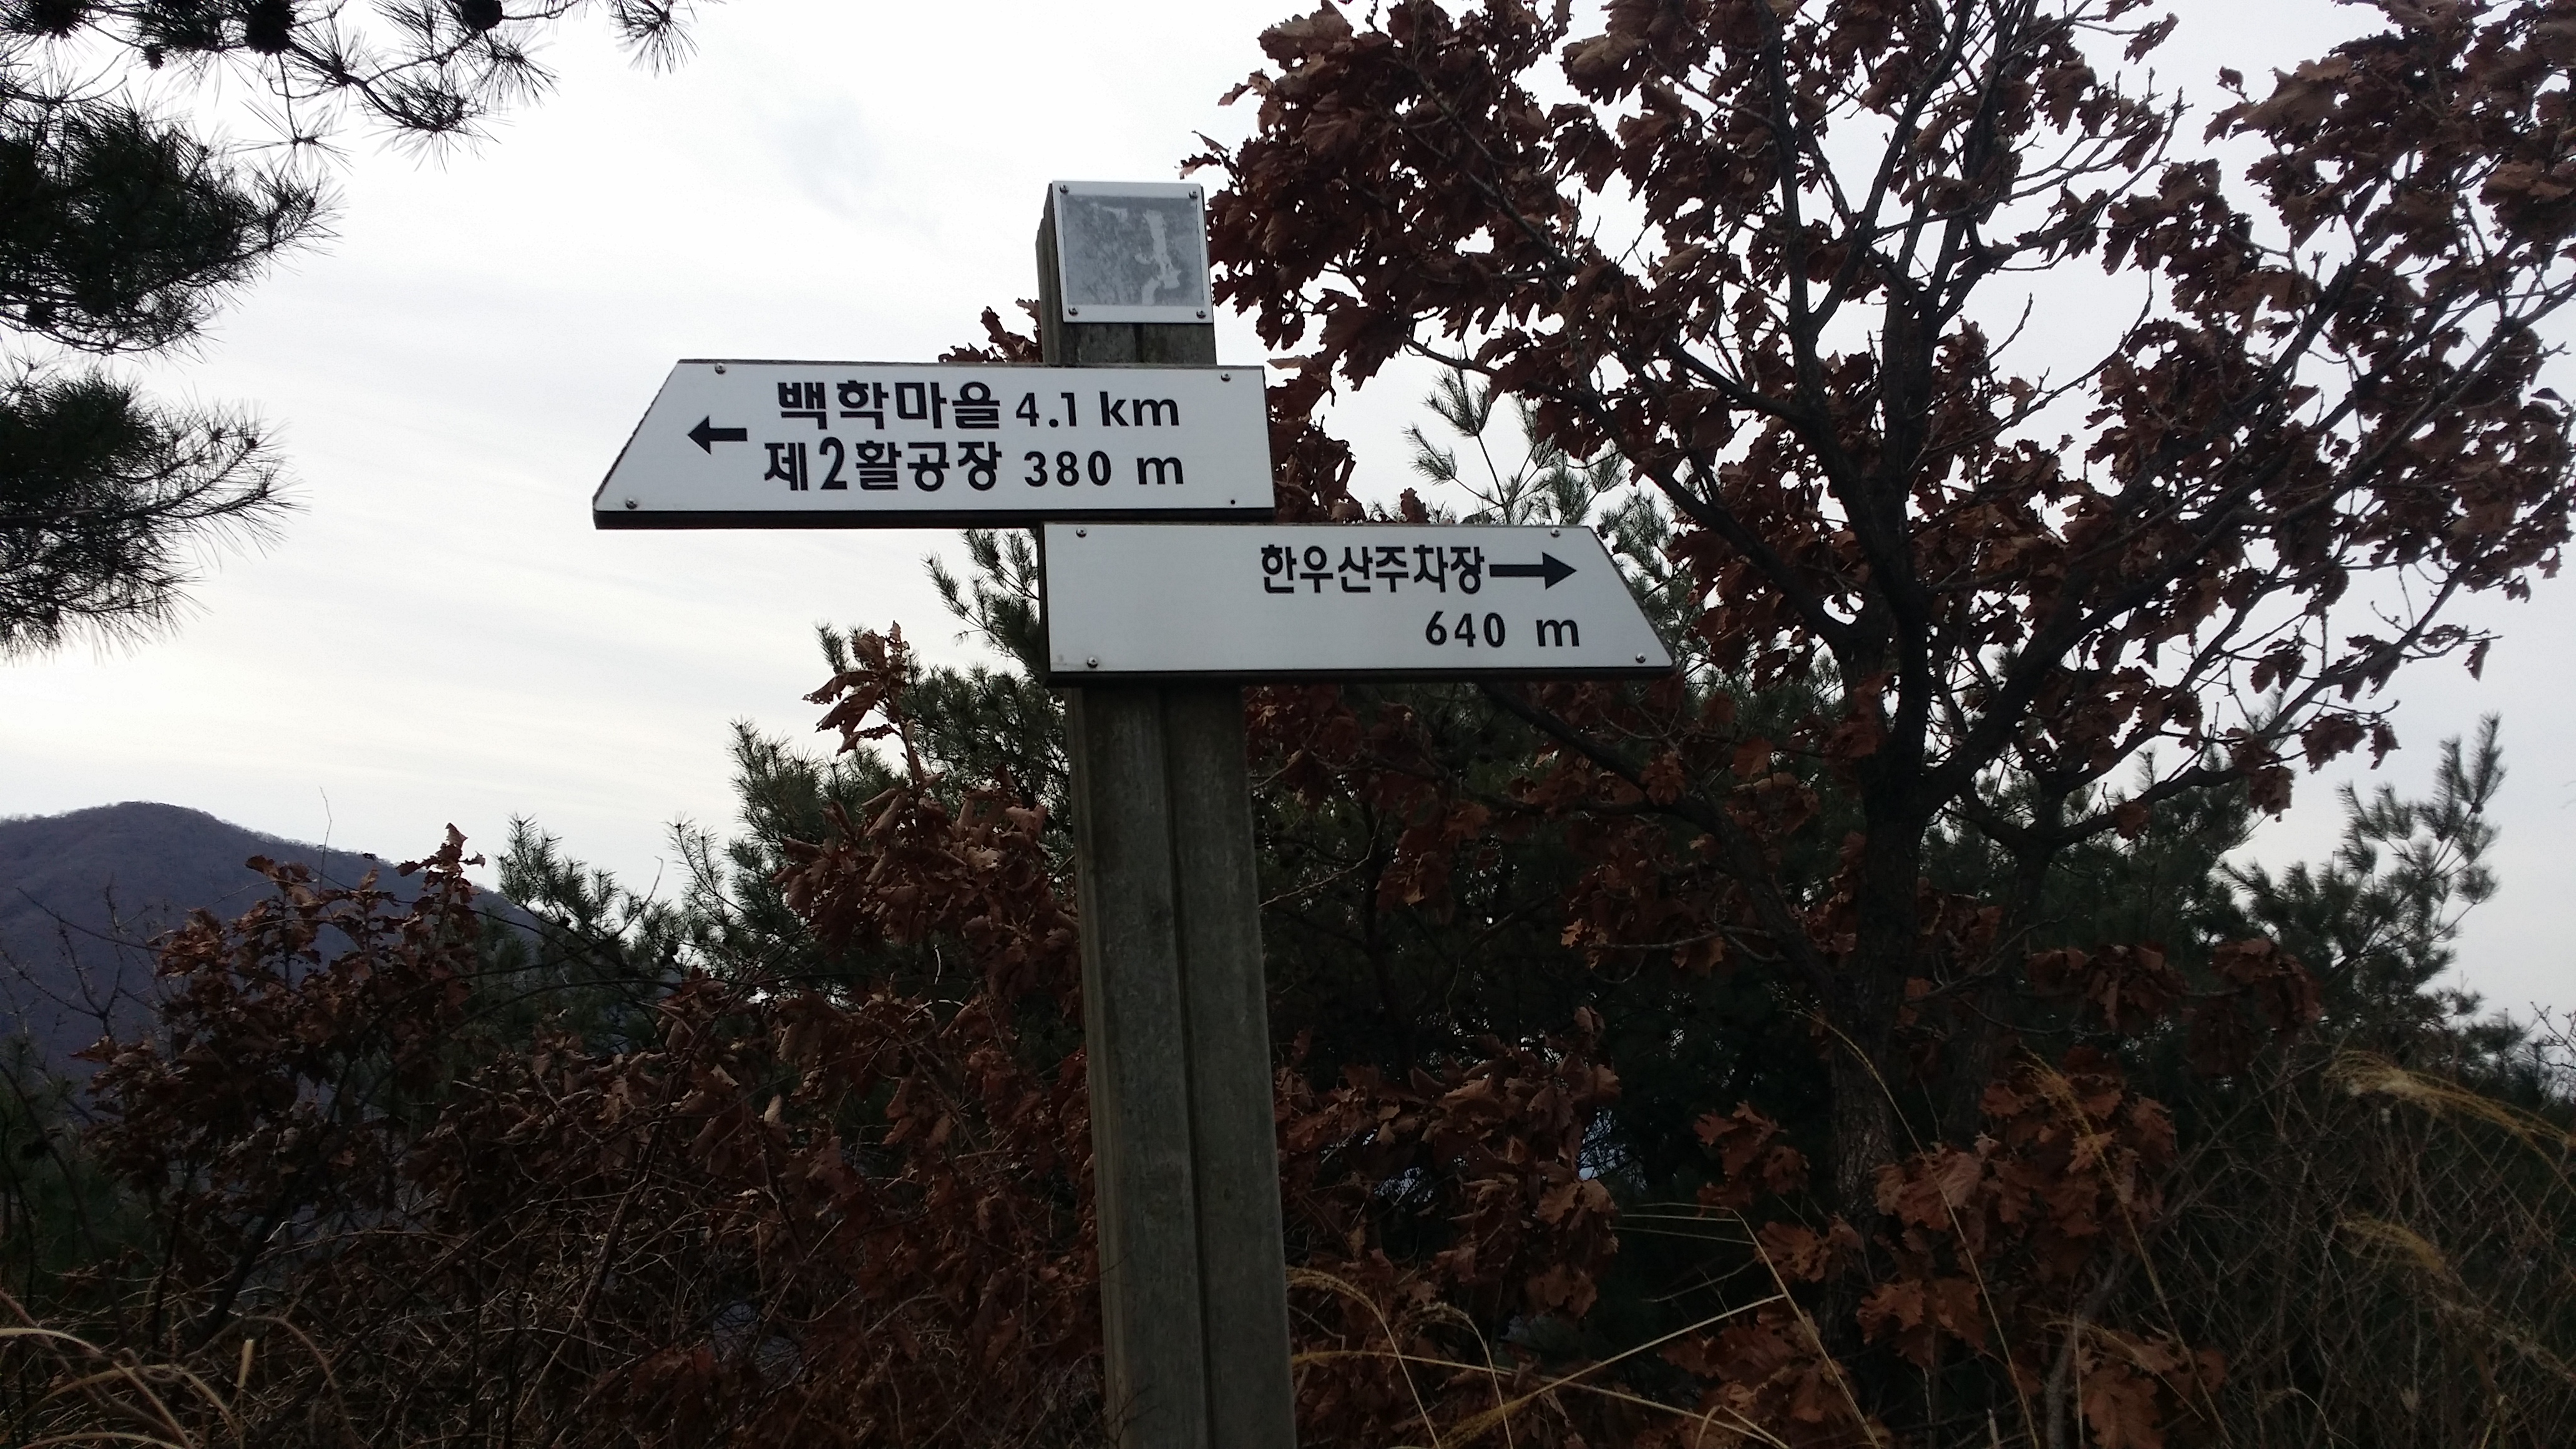 ← 백학마을 4.1 km
제2활공장 380 m
한우산주차장 →
640 m